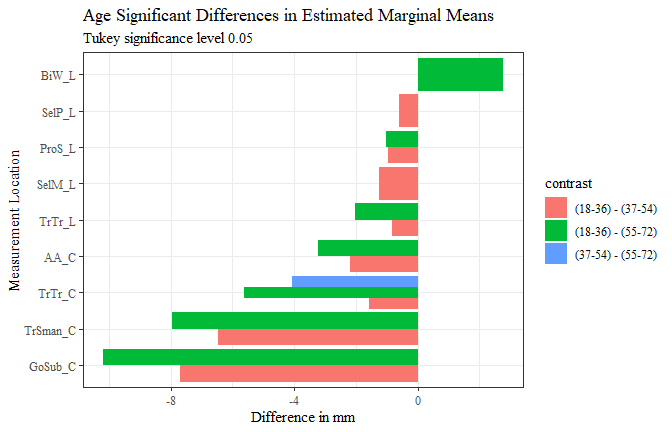 Age Significant Differences in Estimated Marginal Means
Tukey significance level 0.05
BiW_L
SelP_L
ProS_L
SelM_L
TrTr_L
AA_C
TrTr_C
TrSman_C
GoSub_C
Measurement Location
-8 -4 0
Difference in mm
contrast
(18-36) - (37-54)
(18-36) - (55-72)
(37-54) - (55-72)